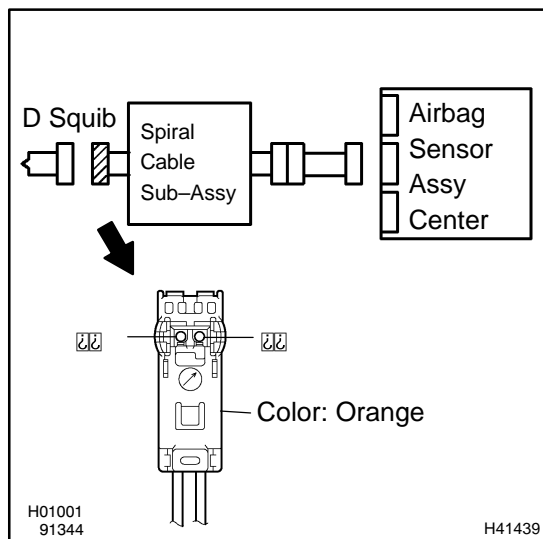 D Squib
Spiral
Cable
Sub–Assy
Airbag
Sensor
Assy
Center
Color: Orange
H01001
91344
H41439